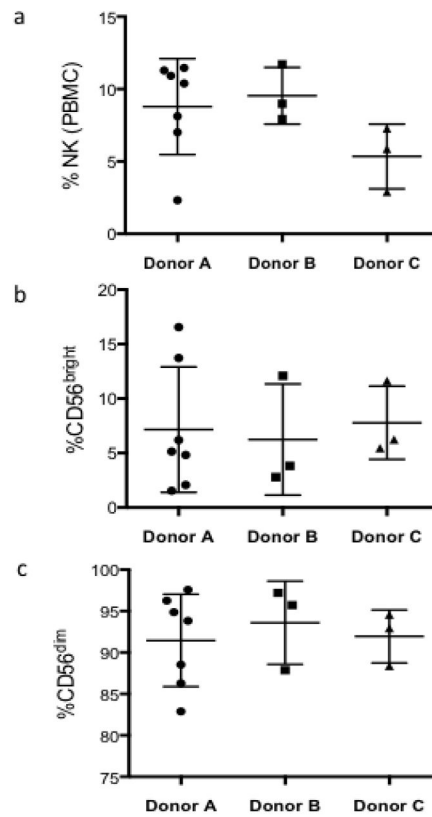 a
% NK (PBMC)
15
10
5
0
Donor A Donor B Donor C
b
%CD56bright
20
15
10
5
0
Donor A Donor B Donor C
c
%CD56dim
100
95
90
85
80
75
Donor A Donor B Donor C